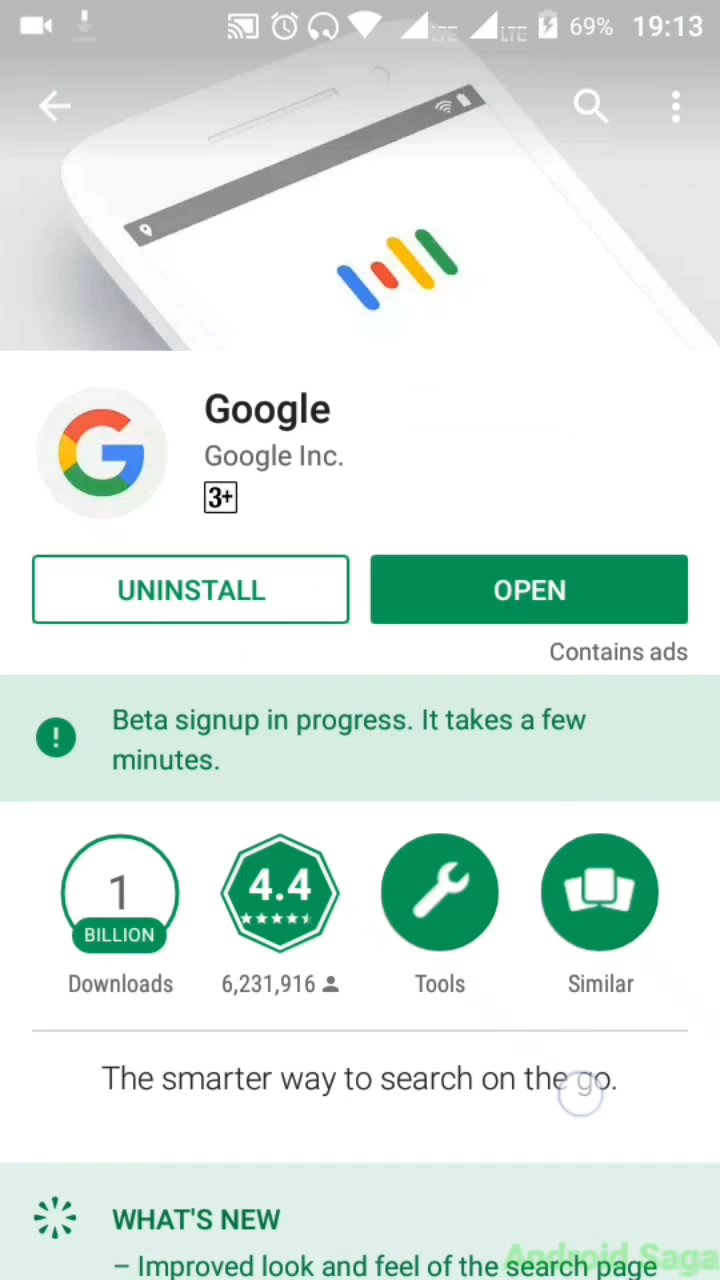 LTE LTE 69% 19:13
Google
Google Inc.
3+
UNINSTALL
OPEN
Contains ads
Beta signup in progress. It takes a few
minutes.
1
BILLION
Downloads
4.4
6,231,916
Tools
Similar
The smarter way to search on the go.
WHAT'S NEW
– Improved look and feel of the search page
Android Saga